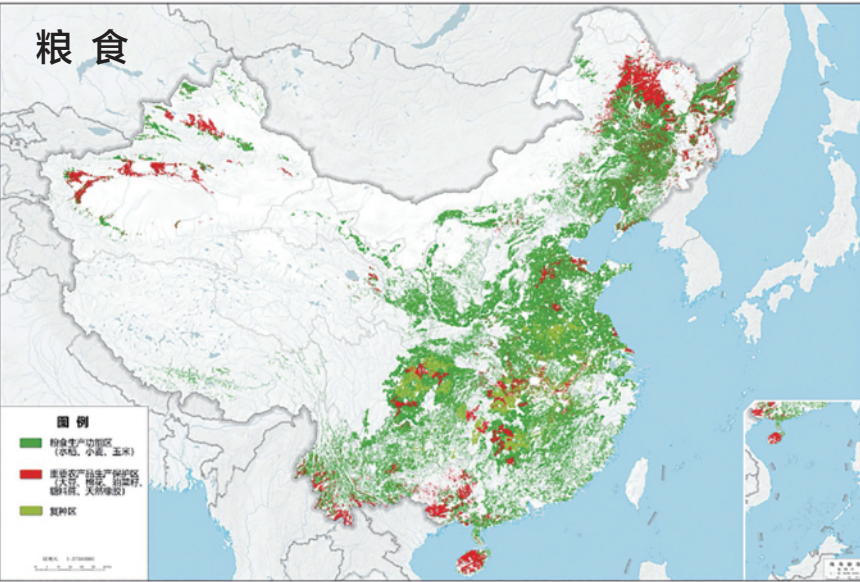 粮食
图例
粮食生产功能区
（水稻、小麦、玉米）
重要农产品生产保护区
（大豆、棉花、油菜籽、
糖料蔗、天然橡胶）
复种区